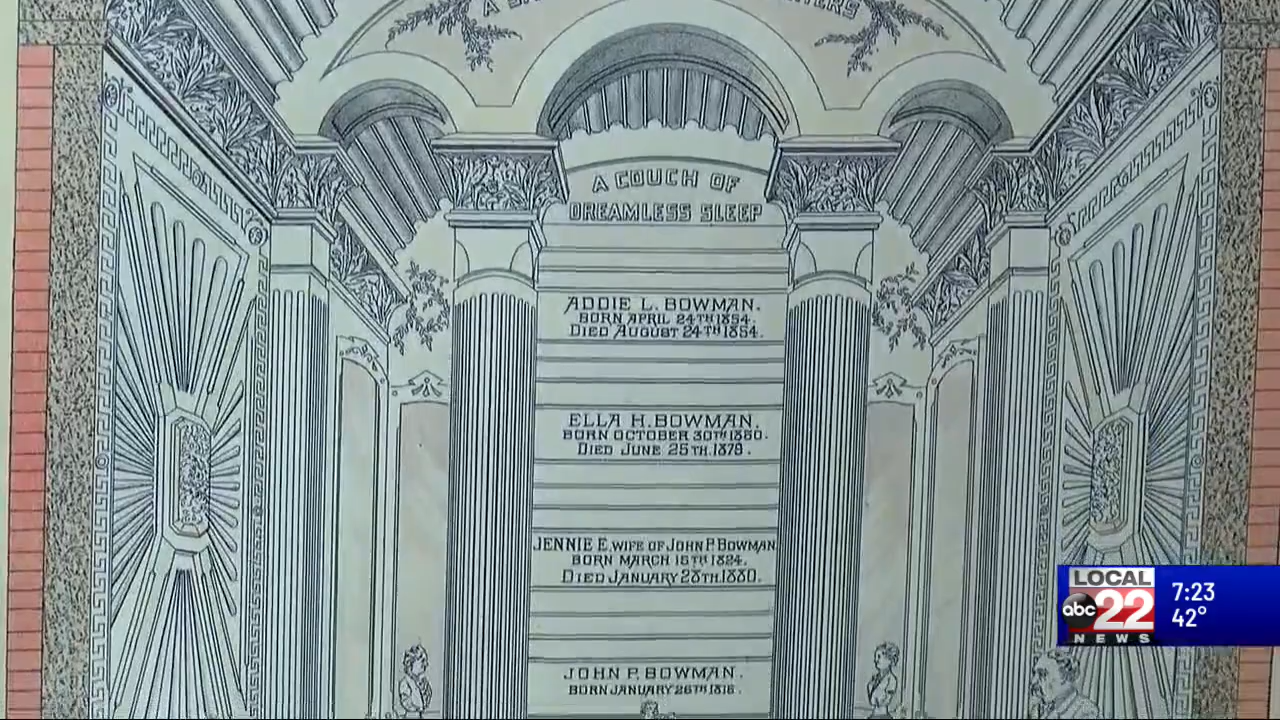 A
A COUCH OF
DREAMLESS SLEEP
ADDIE L. BOWMAN.
BORN APRIL 24TH 1854.
DIED AUGUST 24TH 1854.
ELLA H. BOWMAN.
BORN OCTOBER 30TH 1860.
DIED JUNE 25TH. 1879.
JENNIE E. WIFE OF JOHN P. BOWMAN
BORN MARCH 15TH 1824.
DIED JANUARY 28TH. 1880.
JOHN P. BOWMAN.
BORN JANUARY 26TH 1816.
LOCAL
abc 22
NEWS
7:23
42°